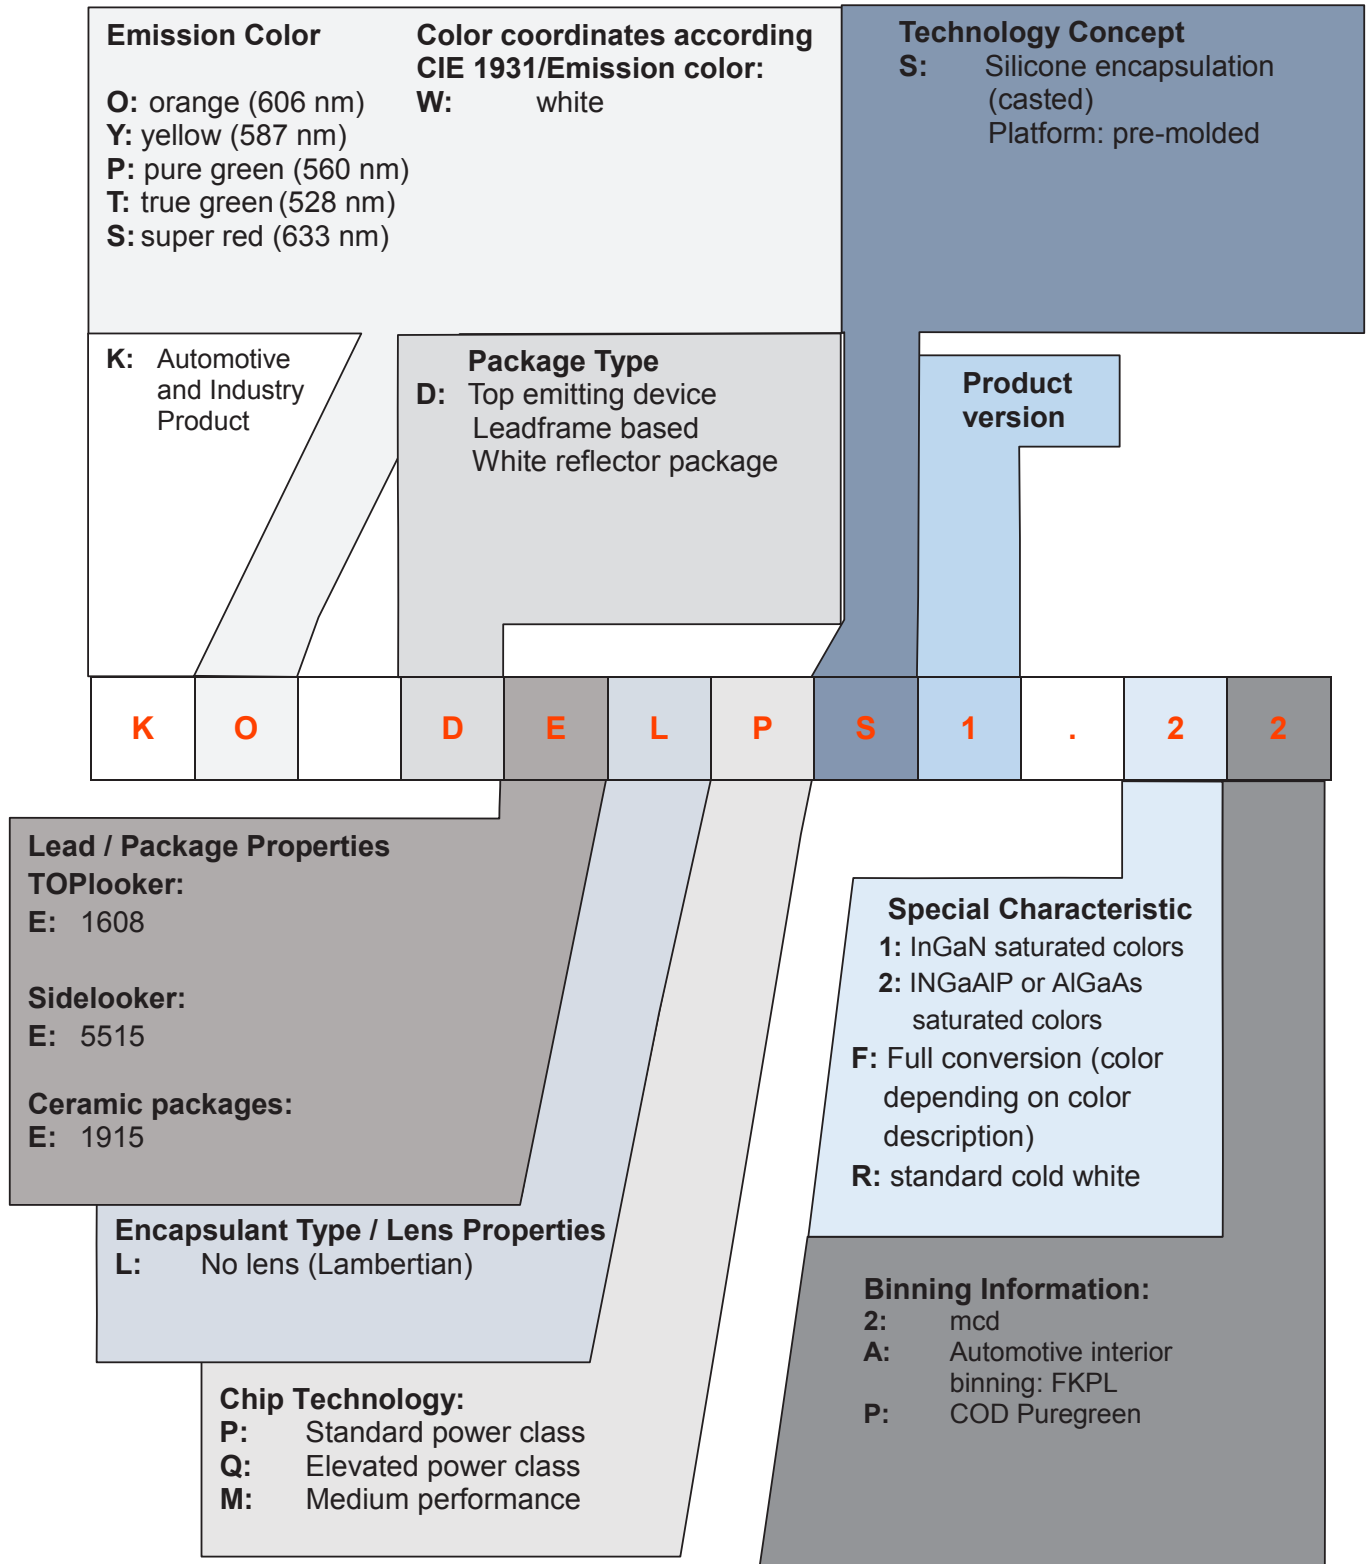 Emission Color
O: orange (606 nm)
Y: yellow (587 nm)
P: pure green (560 nm)
T: true green (528 nm)
S: super red (633 nm)
Color coordinates according
CIE 1931/Emission color:
W: white
Technology Concept
S: Silicone encapsulation
(casted)
Platform: pre-molded
K: Automotive
and Industry
Product
Package Type
D: Top emitting device
Leadframe based
White reflector package
Product
version
K O D E L P S 1 . 2 2
Lead / Package Properties
TOPlooker:
E: 1608
Sidelooker:
E: 5515
Ceramic packages:
E: 1915
Encapsulant Type / Lens Properties
L: No lens (Lambertian)
Chip Technology:
P: Standard power class
Q: Elevated power class
M: Medium performance
Special Characteristic
1: InGaN saturated colors
2: INGaAlP or AlGaAs
saturated colors
F: Full conversion (color
depending on color
description)
R: standard cold white
Binning Information:
2: mcd
A: Automotive interior
binning: FKPL
P: COD Puregreen